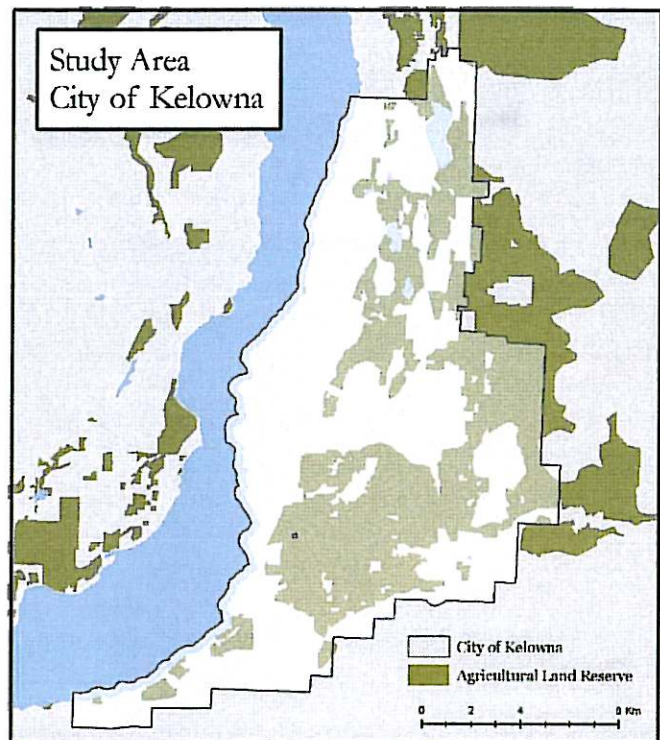 Study Area
City of Kelowna
City of Kelowna
Agricultural Land Reserve
0 2 4 8 Km